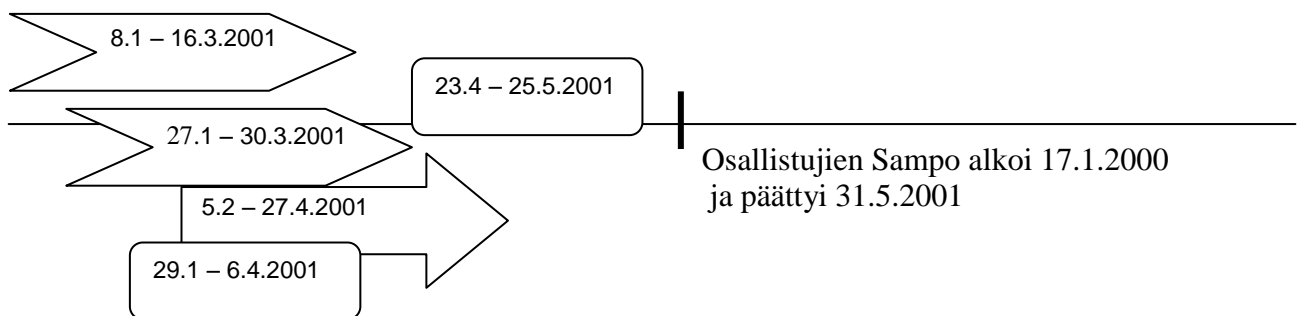 8.1 – 16.3.2001
23.4 – 25.5.2001
27.1 – 30.3.2001
Osallistujien Sampo alkoi 17.1.2000
ja päättyi 31.5.2001
5.2 – 27.4.2001
29.1 – 6.4.2001